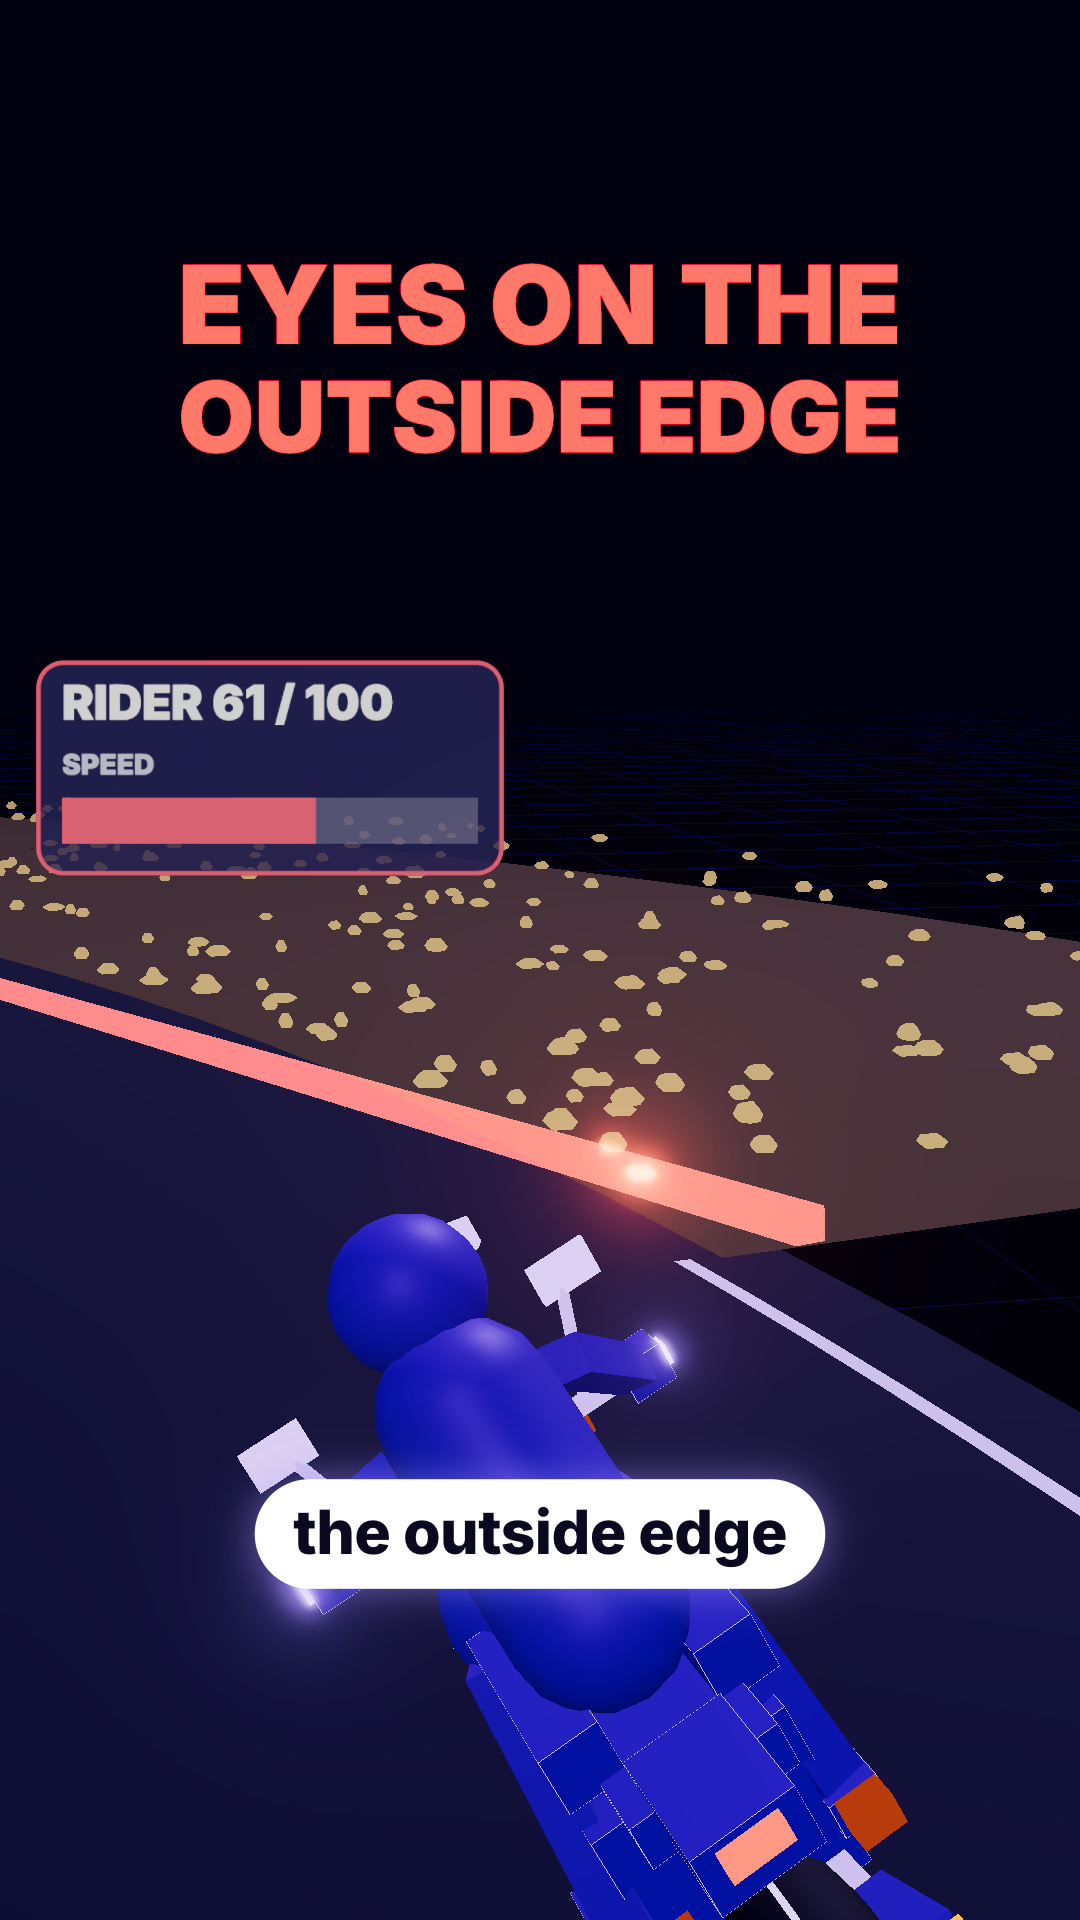 EYES ON THE
OUTSIDE EDGE
RIDER 61 / 100
SPEED
the outside edge